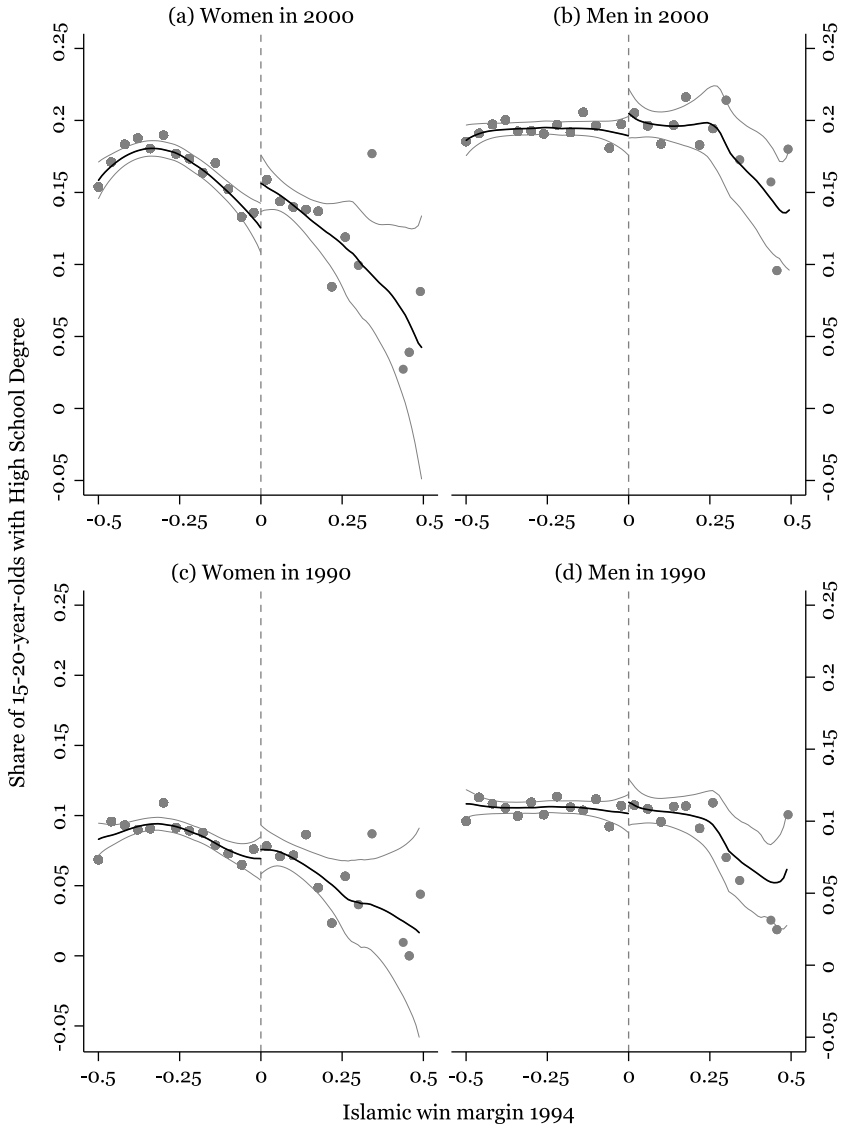 (a) Women in 2000
(b) Men in 2000
0.25
0.2
0.15
0.1
0.05
0
-0.05
0.25
0.2
0.15
0.1
0.05
0
-0.05
-0.5 -0.25 0 0.25 0.5
-0.5 -0.25 0 0.25 0.5
Share of 15-20-year-olds with High School Degree
(c) Women in 1990
(d) Men in 1990
0.25
0.2
0.15
0.1
0.05
0
-0.05
0.25
0.2
0.15
0.1
0.05
0
-0.05
-0.5 -0.25 0 0.25 0.5
-0.5 -0.25 0 0.25 0.5
Islamic win margin 1994